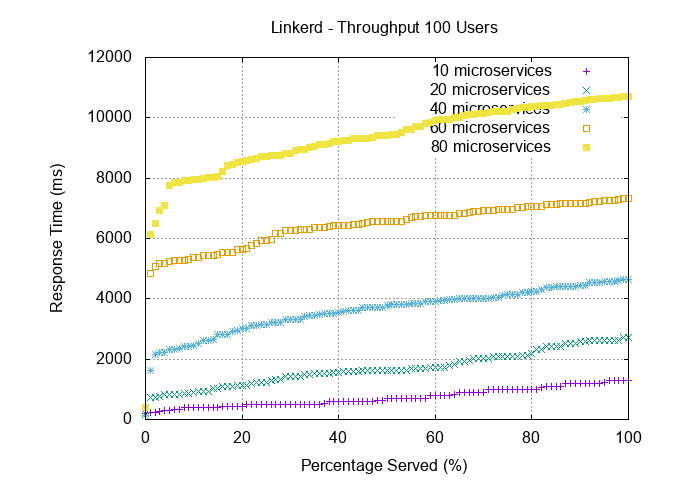 Linkerd - Throughput 100 Users
12000
10000
8000
6000
4000
2000
0
Response Time (ms)
10 microservices
20 microservices
40 microservices
60 microservices
80 microservices
0
20
40
60
80
100
Percentage Served (%)